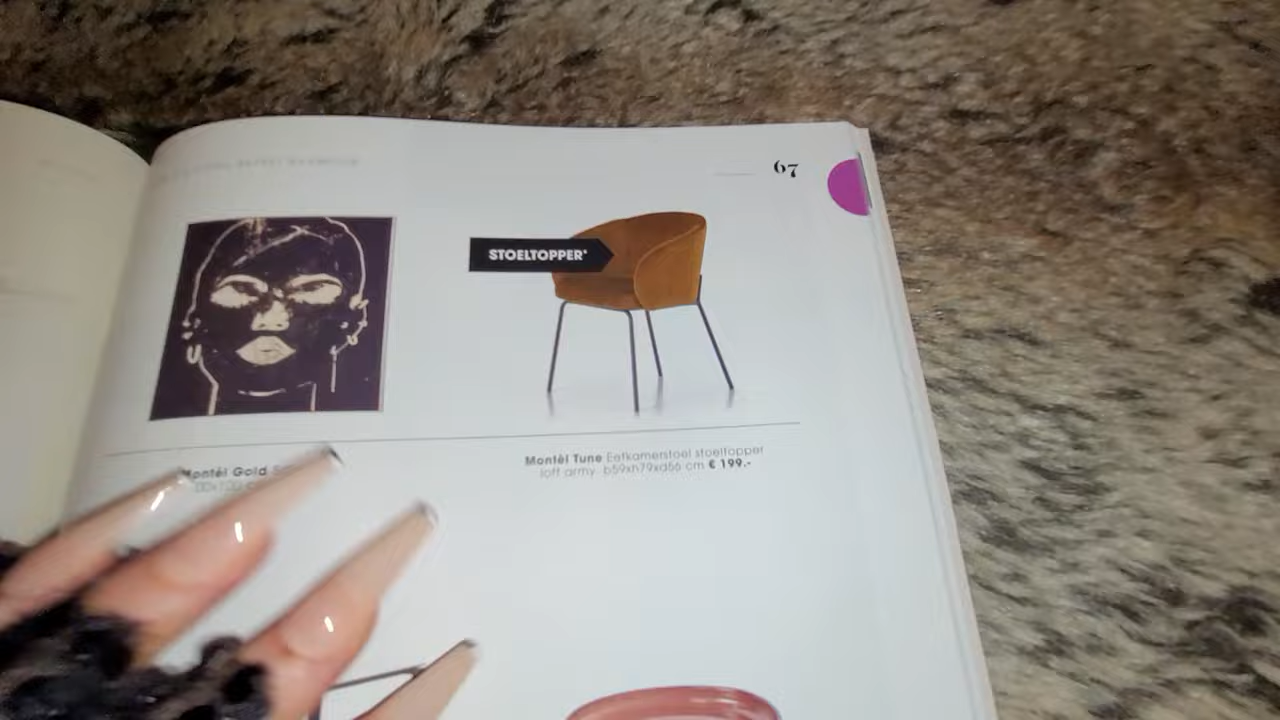 67
STOELTOPPER*
Montèl Gold
Montèl Tune Eetkamerstoel stoeltopper
loft army b59xh79xd56 cm € 199.-